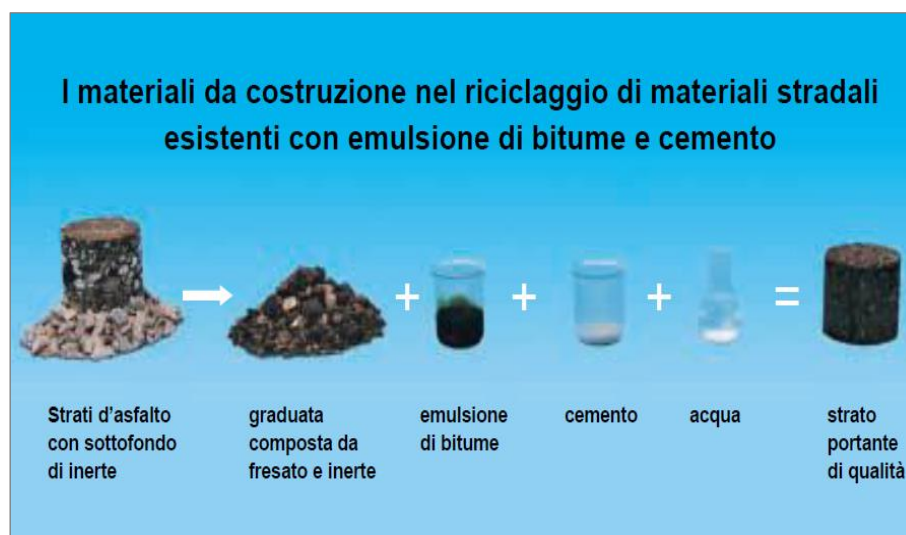 I materiali da costruzione nel riciclaggio di materiali stradali
esistenti con emulsione di bitume e cemento
+ + + =
Strati d'asfalto
con sottofondo
di inerte
graduata
composta da
fresato e inerte
emulsione
di bitume
cemento
acqua
strato
portante
di qualità